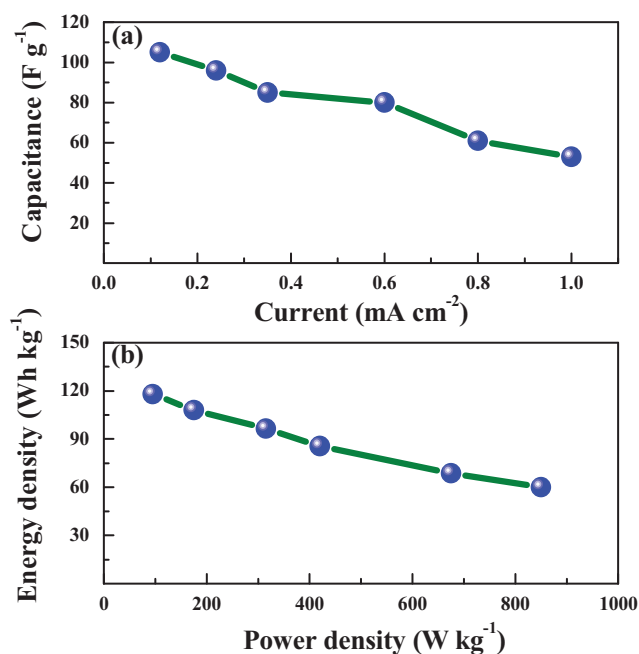 (a)
Capacitance (F g⁻¹)
120
100
80
60
40
20
0.0 0.2 0.4 0.6 0.8 1.0
Current (mA cm⁻²)
(b)
Energy density (Wh kg⁻¹)
150
120
90
60
30
0 200 400 600 800 1000
Power density (W kg⁻¹)